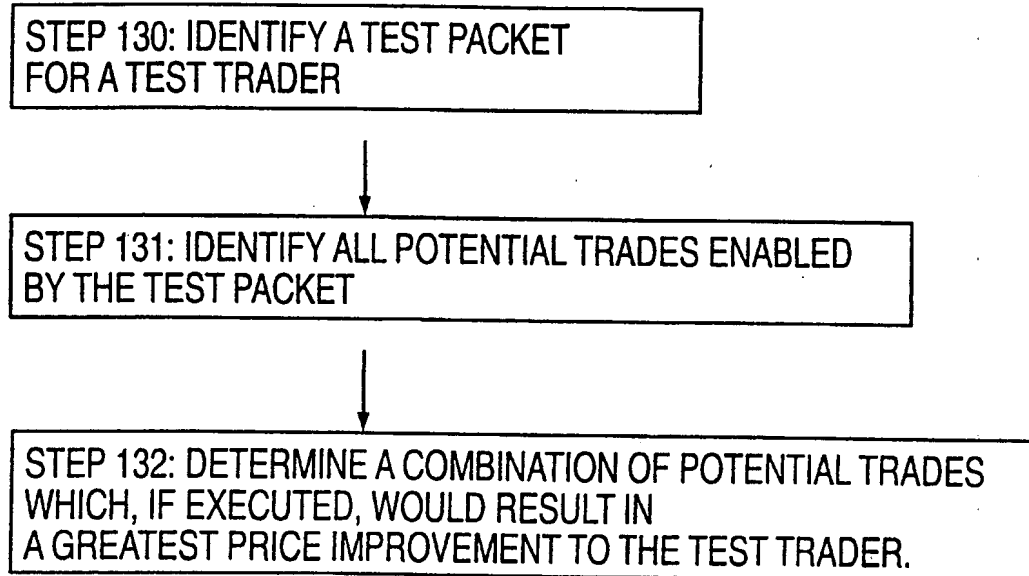 STEP 130: IDENTIFY A TEST PACKET
FOR A TEST TRADER
STEP 131: IDENTIFY ALL POTENTIAL TRADES ENABLED
BY THE TEST PACKET
STEP 132: DETERMINE A COMBINATION OF POTENTIAL TRADES
WHICH, IF EXECUTED, WOULD RESULT IN
A GREATEST PRICE IMPROVEMENT TO THE TEST TRADER.